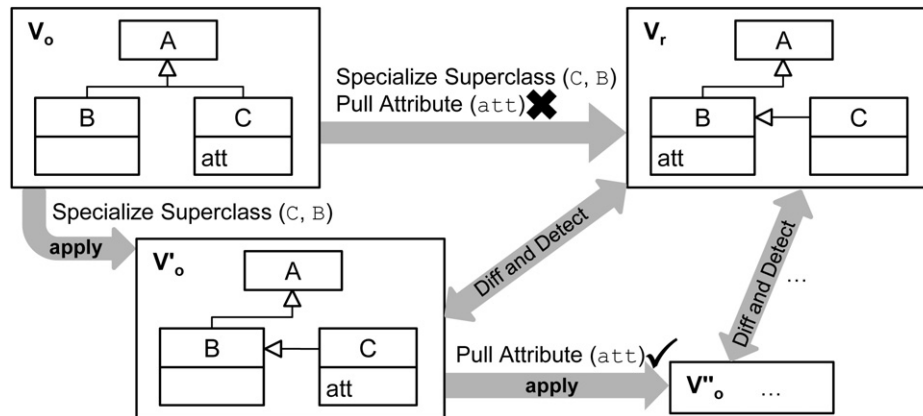 Vo
A
B
C
att
Specialize Superclass (C, B)
Pull Attribute (att)
Vr
A
B
C
att
Specialize Superclass (C, B)
apply
V'o
A
B
C
att
Diff and Detect
Diff and Detect
...
Pull Attribute (att)
apply
V''o ...